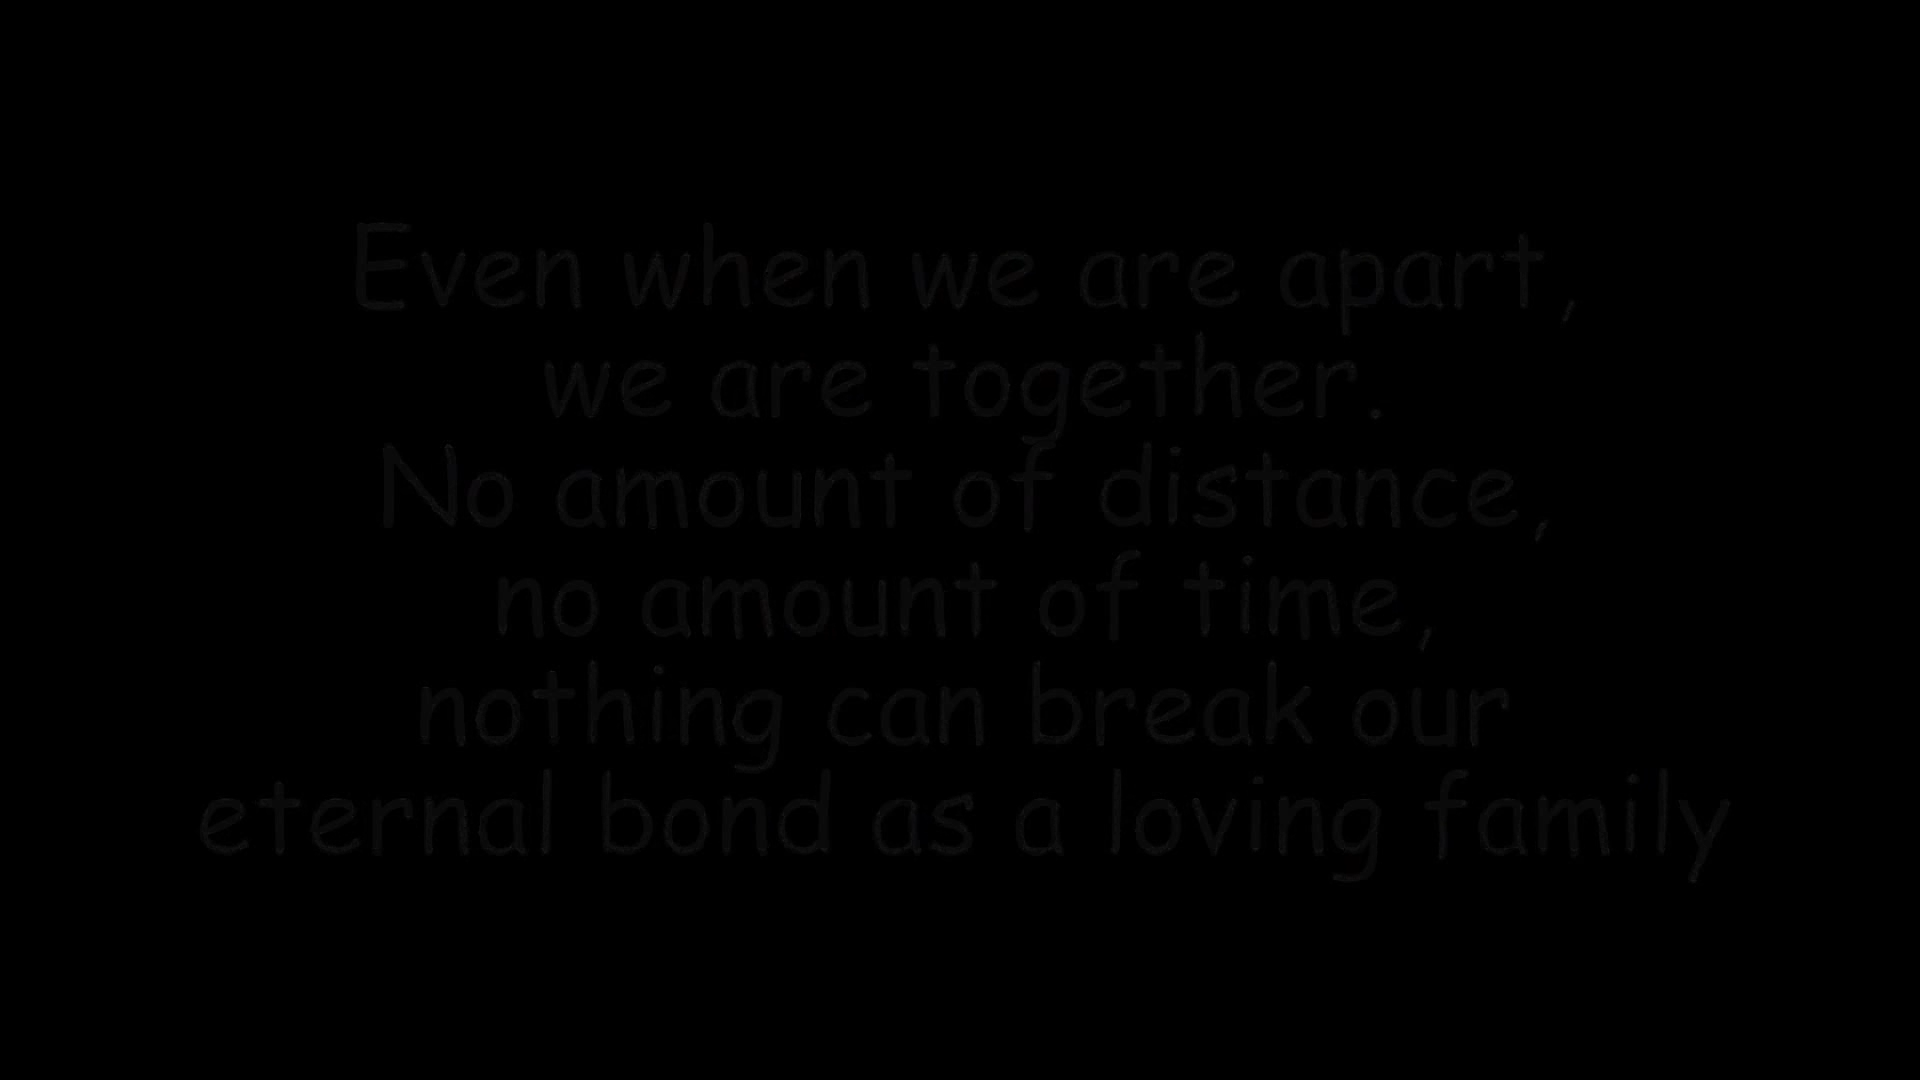 Even when we are apart,
we are together.
No amount of distance,
no amount of time,
nothing can break our
eternal bond as a loving family